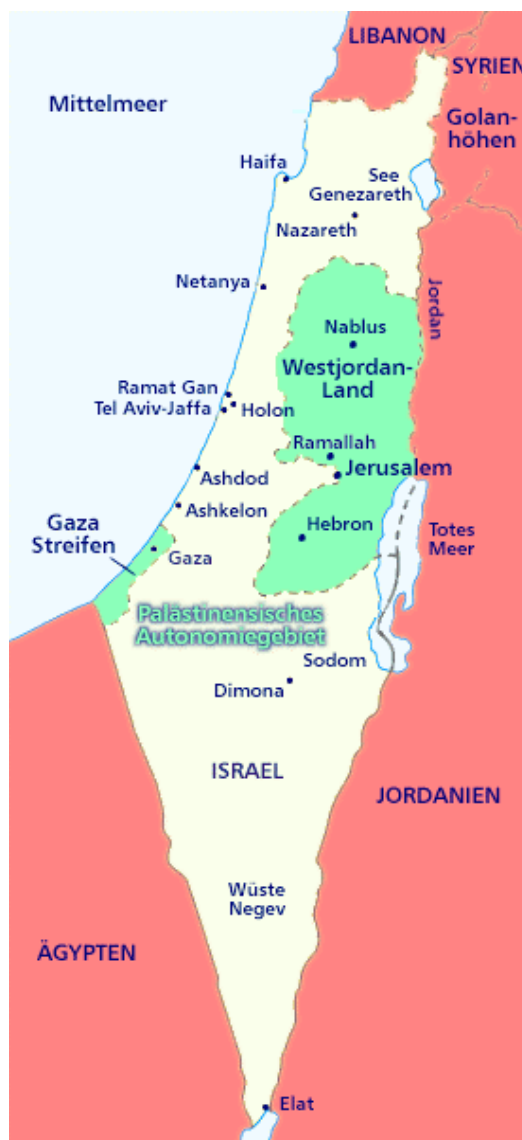 LIBANON
SYRIEN
Mittelmeer
Golan-
höhen
Haifa
See
Genezareth
Nazareth
Netanya
Jordan
Nablus
Westjordan-
Land
Ramat Gan
Tel Aviv-Jaffa
Holon
Ramallah
Jerusalem
Ashdod
Ashkelon
Gaza
Streifen
Hebron
Totes
Meer
Gaza
Palästinensisches
Autonomiegebiet
Sodom
Dimona
ISRAEL
JORDANIEN
Wüste
Negev
ÄGYPTEN
Elat